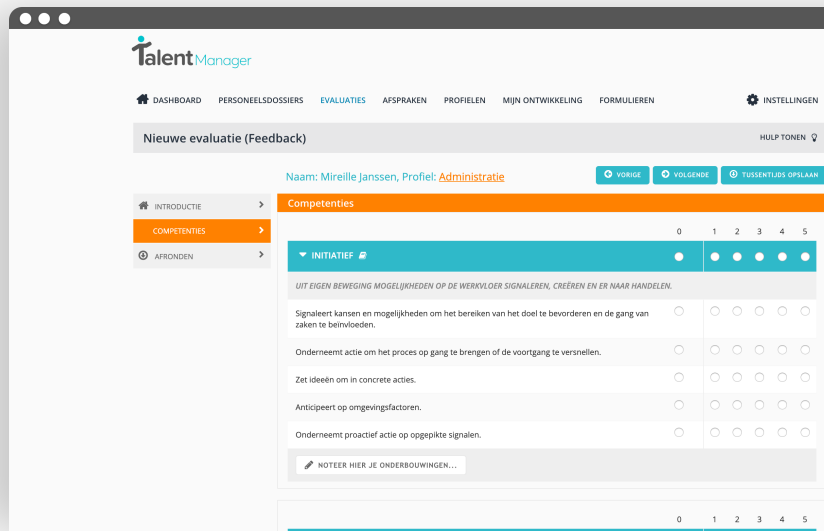 TalentManager
DASHBOARD PERSONEELSDOSSIERS EVALUATIES AFSPRAKEN PROFIELEN MIJN ONTWIKKELING FORMULIEREN INSTELLINGEN
Nieuwe evaluatie (Feedback) HULP TONEN
Naam: Mireille Janssen, Profiel: Administratie VORIGE VOLGENDE TUSSENTIJDS OPSLAAN
INTRODUCTIE
COMPETENTIES
AFRONDEN
Competenties
0 1 2 3 4 5
INITIATIEF
UIT EIGEN BEWEGING MOGELIJKHEDEN OP DE WERKVLOER SIGNALEREN, CREËREN EN ER NAAR HANDELEN.
Signaleert kansen en mogelijkheden om het bereiken van het doel te bevorderen en de gang van
zaken te beïnvloeden.
Onderneemt actie om het proces op gang te brengen of de voortgang te versnellen.
Zet ideeën om in concrete acties.
Anticipeert op omgevingsfactoren.
Onderneemt proactief actie op opgepikte signalen.
NOTEER HIER JE ONDERBOUWINGEN...
0 1 2 3 4 5